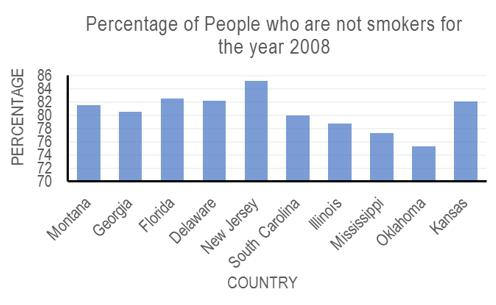 Percentage of People who are not smokers for
the year 2008
PERCENTAGE
86
84
82
80
78
76
74
72
70
Montana
Georgia
Florida
Delaware
New Jersey
South Carolina
Illinois
Mississippi
Oklahoma
Kansas
COUNTRY